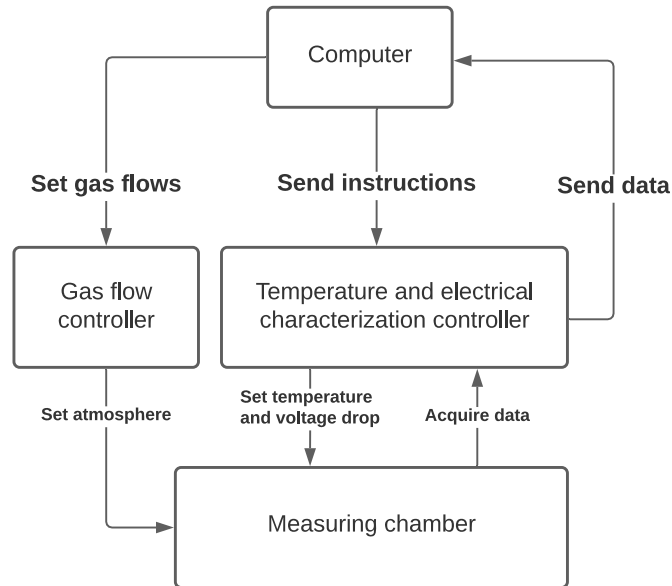 Computer
Set gas flows
Send instructions
Send data
Gas flow
controller
Temperature and electrical
characterization controller
Set atmosphere
Set temperature
and voltage drop
Acquire data
Measuring chamber